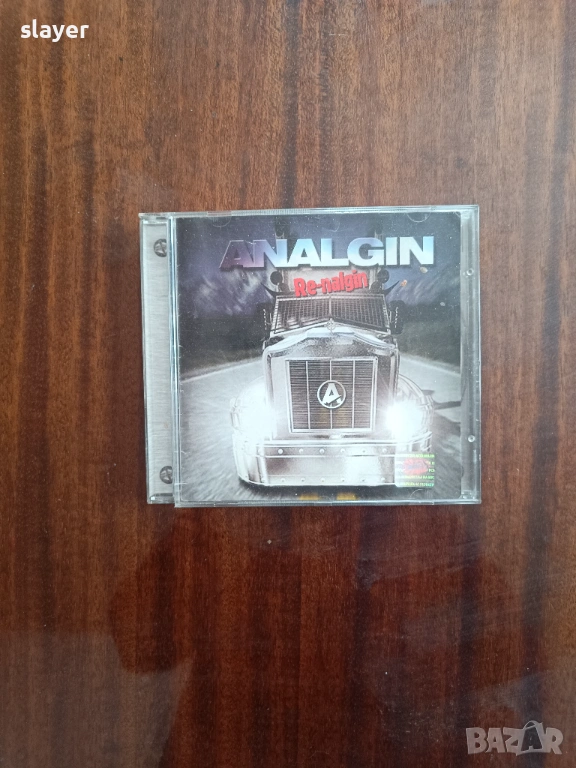 slayer
ANALGIN
Re-nalgin
A
BAZAR